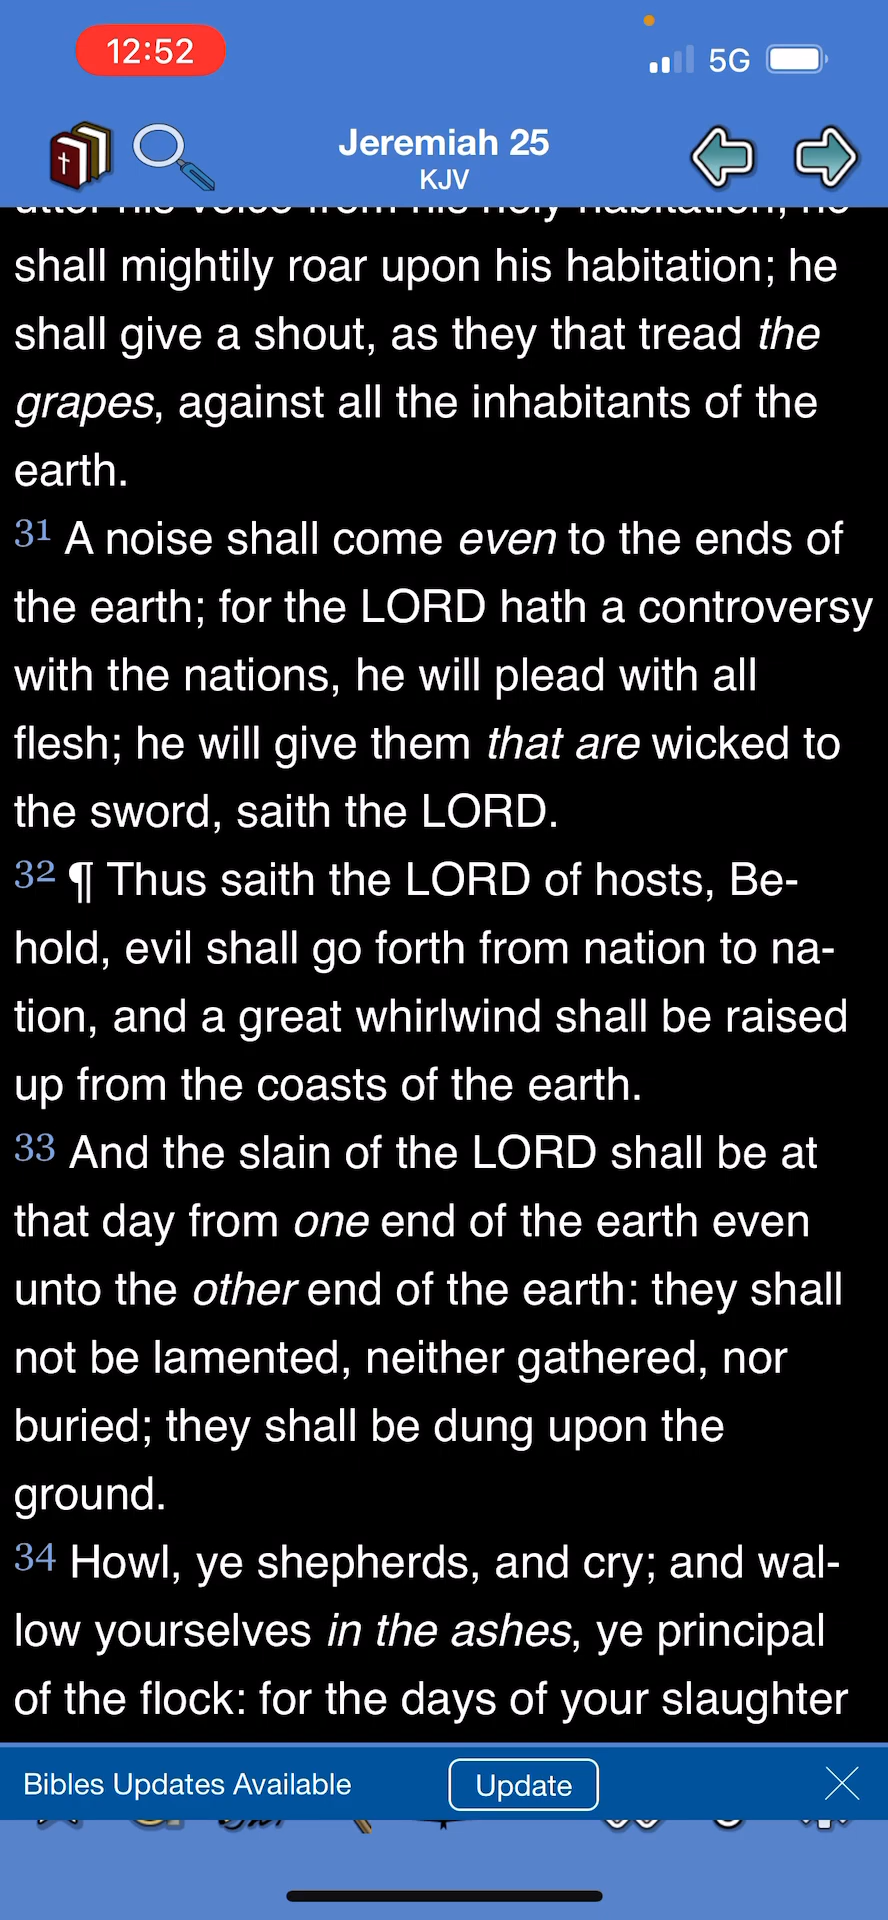 12:52
5G
Jeremiah 25
KJV
utter his voice from his holy habitation; he
shall mightily roar upon his habitation; he
shall give a shout, as they that tread the
grapes, against all the inhabitants of the
earth.
31 A noise shall come even to the ends of
the earth; for the LORD hath a controversy
with the nations, he will plead with all
flesh; he will give them that are wicked to
the sword, saith the LORD.
32 ¶ Thus saith the LORD of hosts, Be-
hold, evil shall go forth from nation to na-
tion, and a great whirlwind shall be raised
up from the coasts of the earth.
33 And the slain of the LORD shall be at
that day from one end of the earth even
unto the other end of the earth: they shall
not be lamented, neither gathered, nor
buried; they shall be dung upon the
ground.
34 Howl, ye shepherds, and cry; and wal-
low yourselves in the ashes, ye principal
of the flock: for the days of your slaughter
Bibles Updates Available
Update